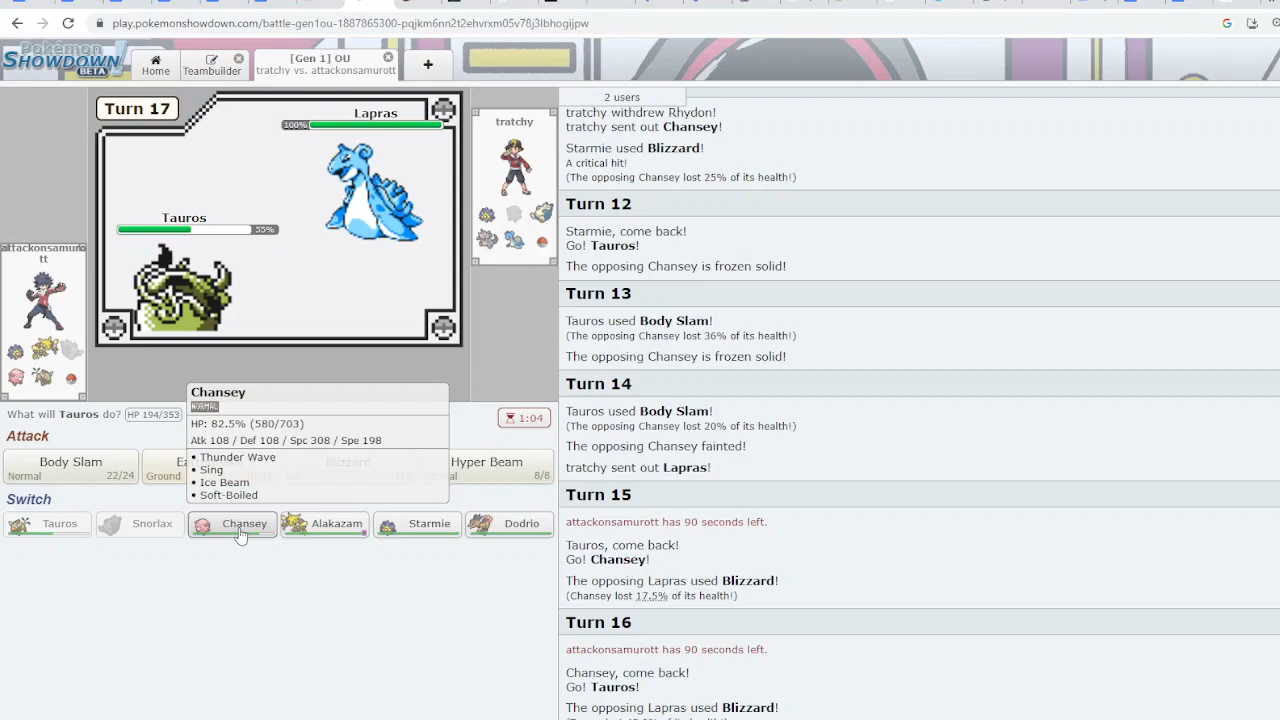 play.pokemonshowdown.com/battle-gen1ou-1887865300-pqjkm6nn2t2ehvrxm05v78j3lbhogijpw
Pokémon
SHOWDOWN!
BETA
Home
Teambuilder
[Gen 1] OU
tratchy vs. attackonsamurott
+
2 users
Turn 17
Lapras
100%
Tauros
55%
tratchy
attackonsamuro
tt
tratchy withdrew Rhydon!
tratchy sent out Chansey!
Starmie used Blizzard!
A critical hit!
(The opposing Chansey lost 25% of its health!)
Turn 12
Starmie, come back!
Go! Tauros!
The opposing Chansey is frozen solid!
Turn 13
Tauros used Body Slam!
(The opposing Chansey lost 36% of its health!)
The opposing Chansey is frozen solid!
Turn 14
Tauros used Body Slam!
(The opposing Chansey lost 20% of its health!)
The opposing Chansey fainted!
tratchy sent out Lapras!
Turn 15
attackonsamurott has 90 seconds left.
Tauros, come back!
Go! Chansey!
The opposing Lapras used Blizzard!
(Chansey lost 17.5% of its health!)
Turn 16
attackonsamurott has 90 seconds left.
Chansey, come back!
Go! Tauros!
The opposing Lapras used Blizzard!
What will Tauros do? HP 194/353
1:04
Attack
Body Slam
Normal 22/24
Ea
Ground
Blizzard
Hyper Beam
8/8
Chansey
NORMAL
HP: 82.5% (580/703)
Atk 108 / Def 108 / Spc 308 / Spe 198
• Thunder Wave
• Sing
• Ice Beam
• Soft-Boiled
Switch
Tauros
Snorlax
Chansey
Alakazam
Starmie
Dodrio